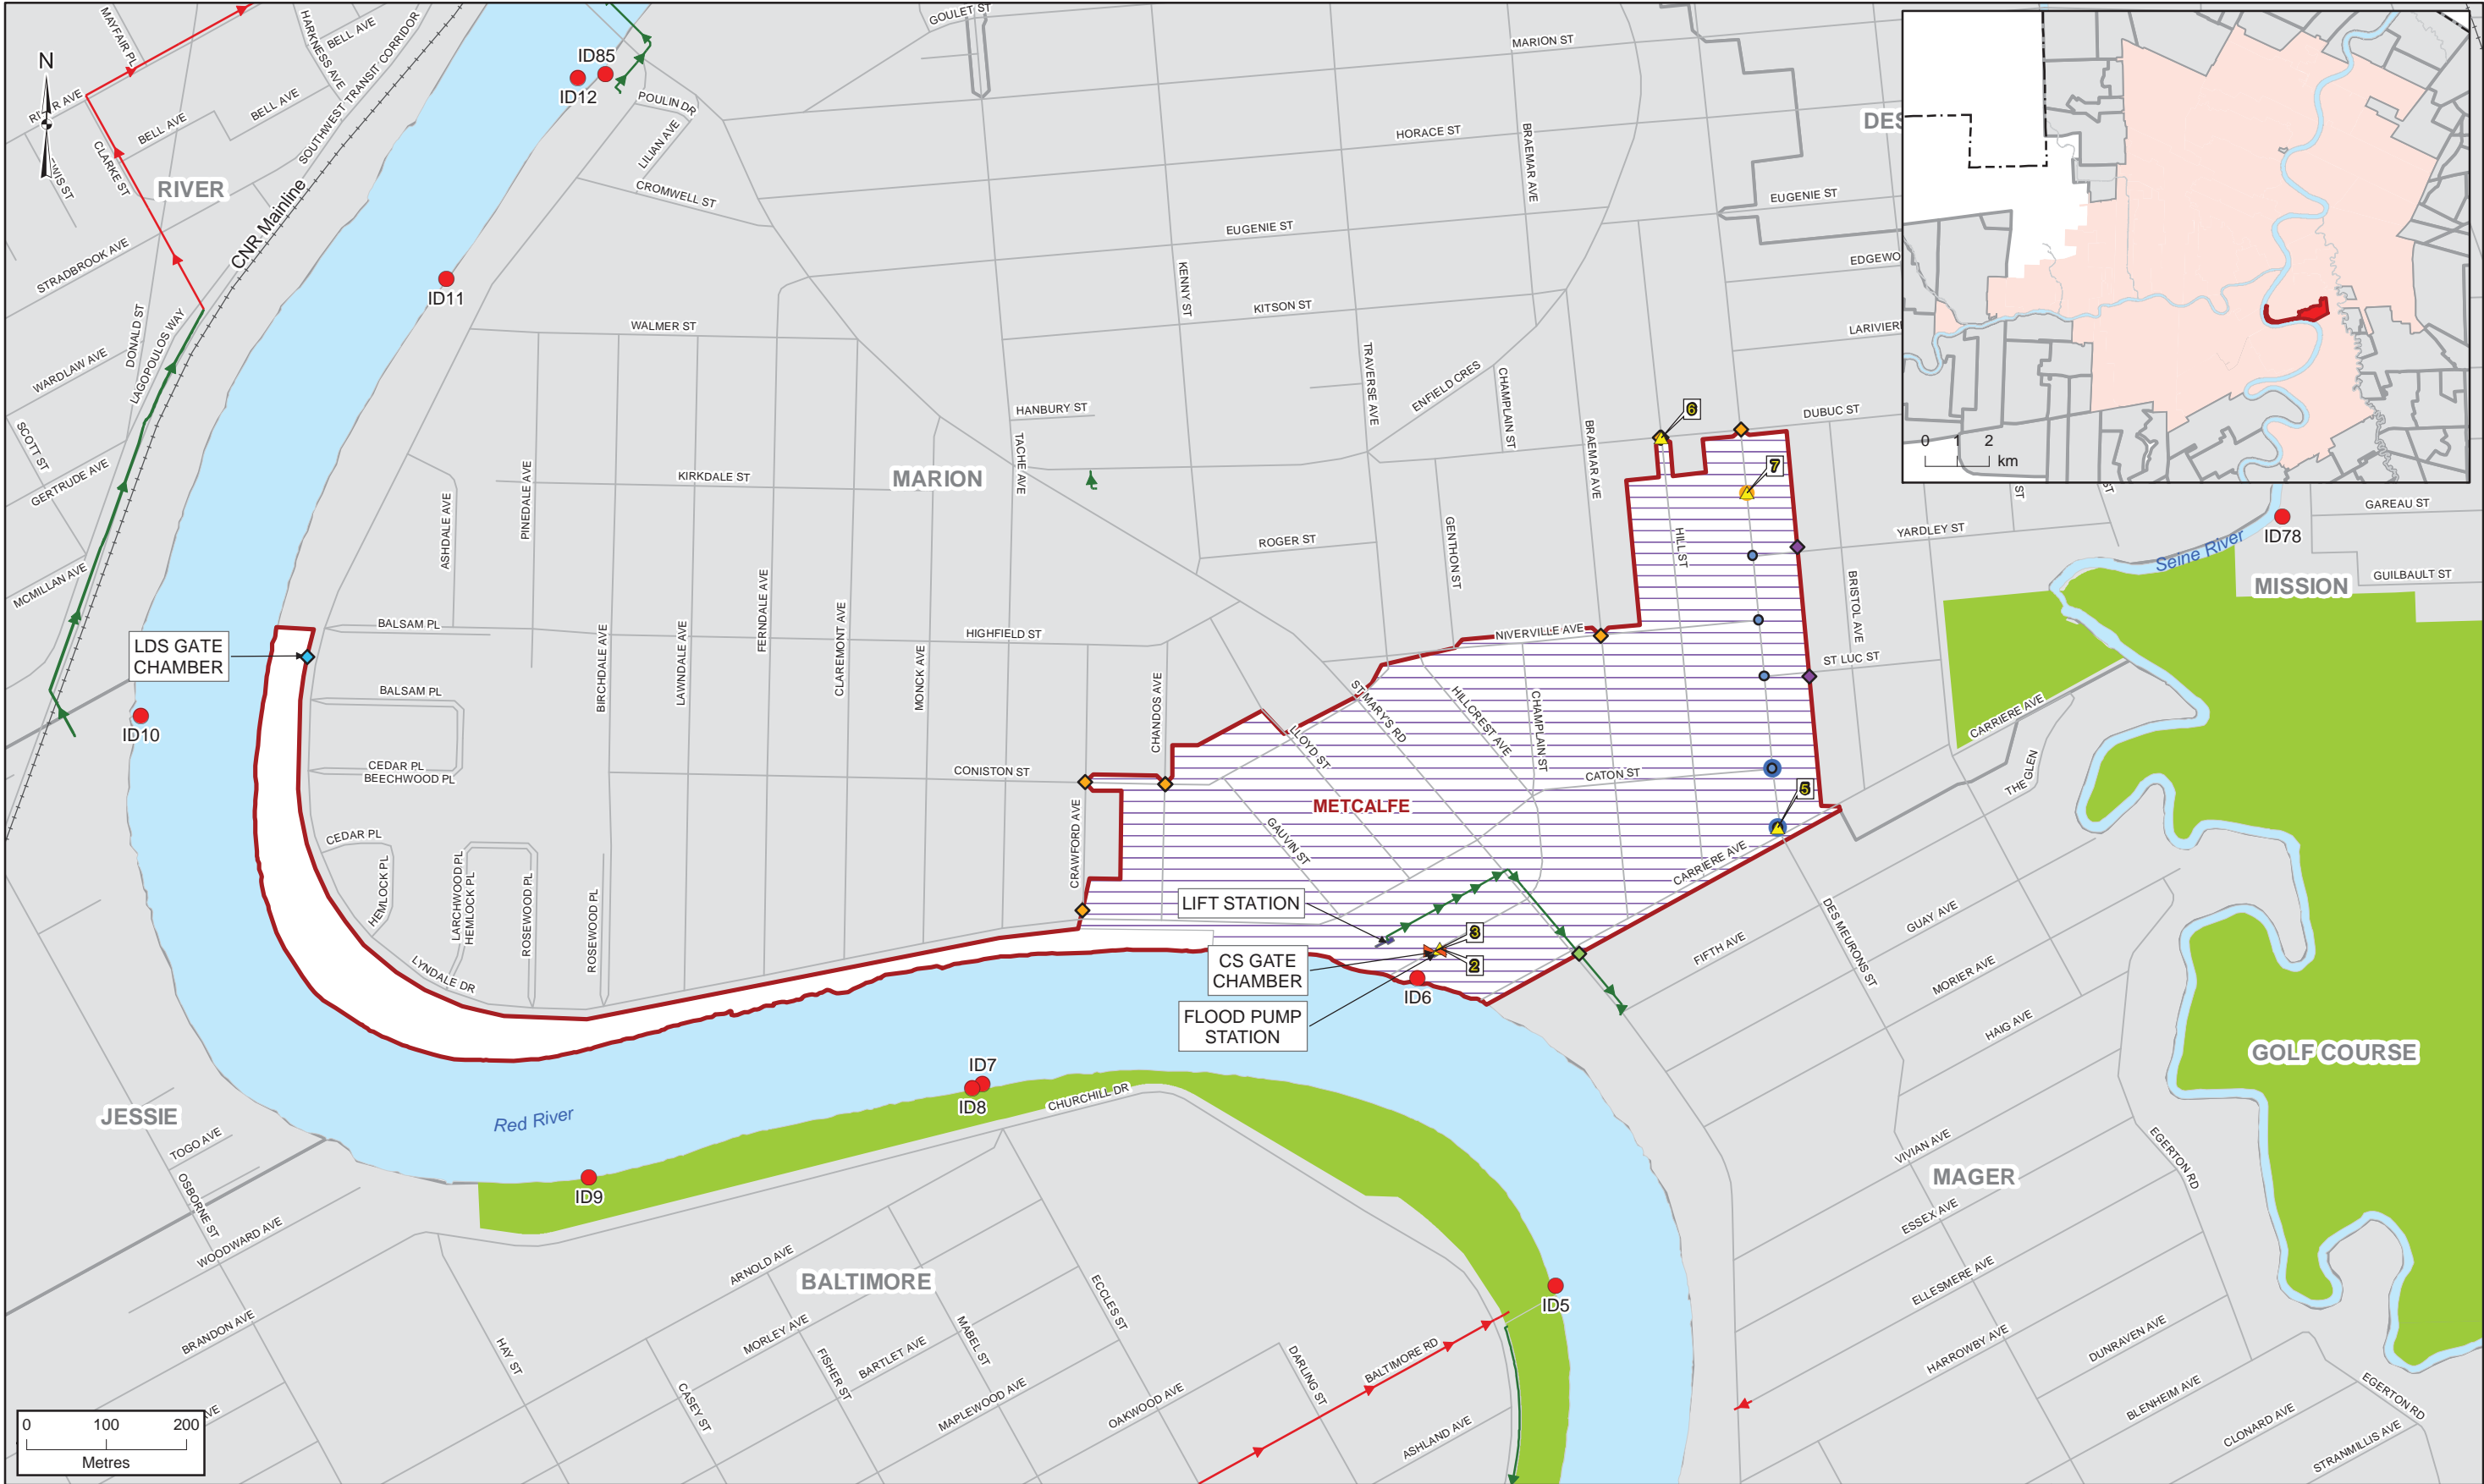 MAYFAIR PL
HARKNESS AVE
BELL AVE
SOUTHWEST TRANSIT CORRIDOR
GOULET ST
MARION ST
N
ID85
ID12
POULIN DR
LILIAN AVE
BELL AVE
BELL AVE
CLARKE ST
RIVER
CROMWELL ST
HORACE ST
BRAEMAR AVE
EUGENIE ST
EUGENIE ST
STRADBROOK AVE
CNR Mainline
ID11
KENNY ST
KITSON ST
DONALD ST
LAGOPOULOS WAY
WARDLAW AVE
WALMER ST
TRAVERSE AVE
ENFIELD CRES
CHAMPLAIN ST
HANBURY ST
TACHE AVE
DUBUC ST
6
7
SCOTT ST
GERTRUDE AVE
MCMILLAN AVE
ASHDALE AVE
PINEDALE AVE
KIRKDALE ST
MARION
BRAEMAR AVE
ROGER ST
GENTHON ST
HILL ST
YARDLEY ST
GAREAU ST
ID78
Seine River
MISSION
GUILBAULT ST
BRISTOL AVE
ST LUC ST
0 1 2
km
ST
LDS GATE
CHAMBER
ID10
BALSAM PL
BALSAM PL
CEDAR PL
BEECHWOOD PL
CEDAR PL
HEMLOCK PL
LARCHWOOD PL
HEMLOCK PL
ROSEWOOD PL
ROSEWOOD PL
LYNDALE DR
BIRCHDALE AVE
LAWNDALE AVE
FERNDALE AVE
CLAREMONT AVE
MONCK AVE
HIGHFIELD ST
CHANDOS AVE
CONISTON ST
CRAWFORD AVE
NIVERVILLE AVE
ST MARY'S RD
HILLCREST AVE
CHAMPLAIN ST
LLOYD ST
GAUVIN ST
CATON ST
METCALFE
5
CARRIERE AVE
CARRIERE AVE
THE GLEN
LIFT STATION
3
2
CS GATE
CHAMBER
FLOOD PUMP
STATION
ID6
FIFTH AVE
DES MEURONS ST
GUAY AVE
MORIER AVE
HAIG AVE
GOLF COURSE
ID7
ID8
CHURCHILL DR
Red River
JESSIE
TOGO AVE
OSBORNE ST
WOODWARD AVE
ID9
VIVIAN AVE
EGERTON RD
MAGER
ESSEX AVE
ELLESMERE AVE
HARROWBY AVE
DUNRAVEN AVE
BLENHEIM AVE
EGERTON RD
CLONARD AVE
STRANMILLIS AVE
BALTIMORE
ARNOLD AVE
ECCLES ST
ID5
BRANDON AVE
HAY ST
MORLEY AVE
FISHER ST
BARTLET AVE
MABEL ST
CASEY ST
MAPLEWOOD AVE
OAKWOOD AVE
DARLING ST
BALTIMORE RD
ASHLAND AVE
0 100 200
Metres